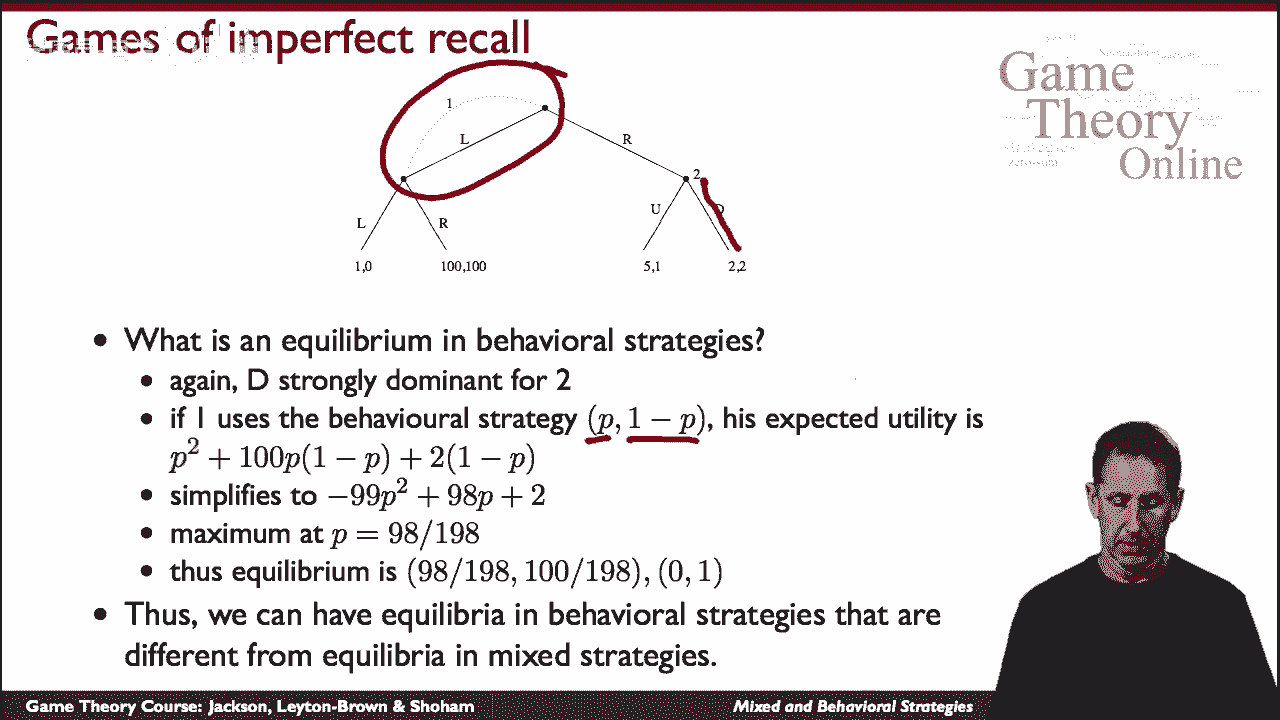 Games of imperfect recall
Game
Theory
Online
1
L
R
2
L
R
U
D
1,0
100,100
5,1
2,2
• What is an equilibrium in behavioral strategies?
• again, D strongly dominant for 2
• if 1 uses the behavioural strategy (p, 1 − p), his expected utility is
p² + 100p(1 − p) + 2(1 − p)
• simplifies to −99p² + 98p + 2
• maximum at p = 98/198
• thus equilibrium is (98/198, 100/198), (0, 1)
• Thus, we can have equilibria in behavioral strategies that are
different from equilibria in mixed strategies.
Game Theory Course: Jackson, Leyton-Brown & Shoham
Mixed and Behavioral Strategies